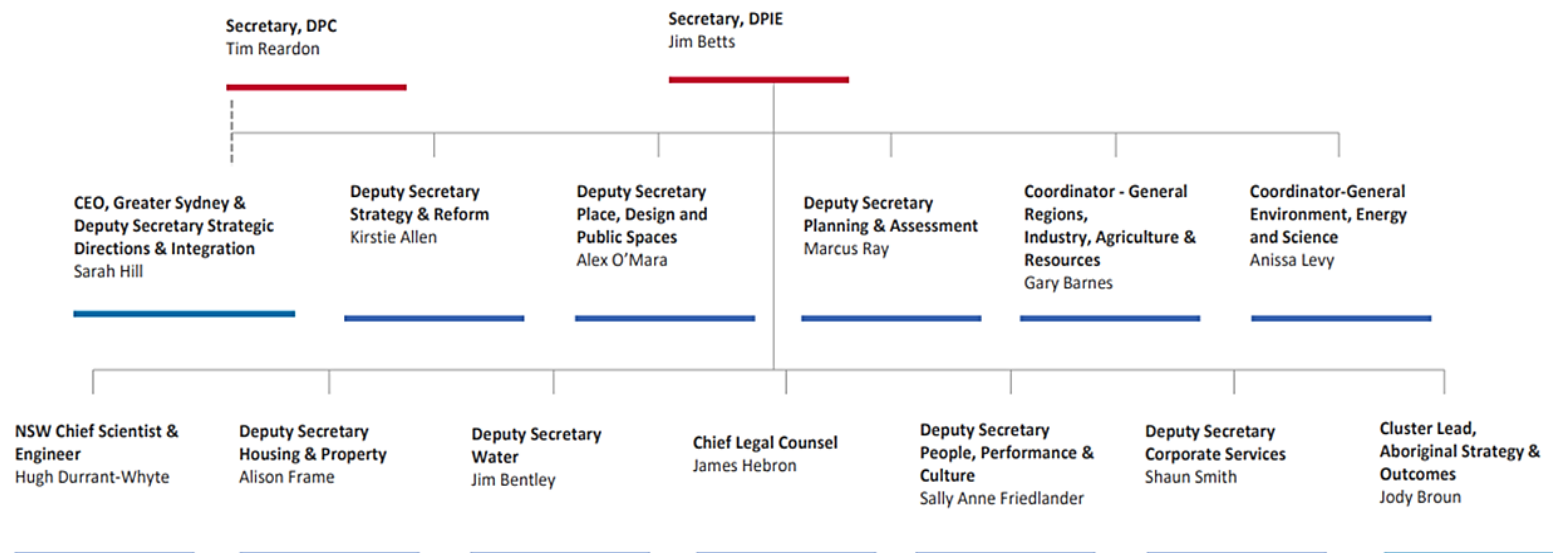 Secretary, DPC
Tim Reardon
Secretary, DPIE
Jim Betts
CEO, Greater Sydney &
Deputy Secretary Strategic
Directions & Integration
Sarah Hill
Deputy Secretary
Strategy & Reform
Kirstie Allen
Deputy Secretary
Place, Design and
Public Spaces
Alex O’Mara
Deputy Secretary
Planning & Assessment
Marcus Ray
Coordinator - General
Regions,
Industry, Agriculture &
Resources
Gary Barnes
Coordinator-General
Environment, Energy
and Science
Anissa Levy
NSW Chief Scientist &
Engineer
Hugh Durrant-Whyte
Deputy Secretary
Housing & Property
Alison Frame
Deputy Secretary
Water
Jim Bentley
Chief Legal Counsel
James Hebron
Deputy Secretary
People, Performance &
Culture
Sally Anne Friedlander
Deputy Secretary
Corporate Services
Shaun Smith
Cluster Lead,
Aboriginal Strategy &
Outcomes
Jody Broun